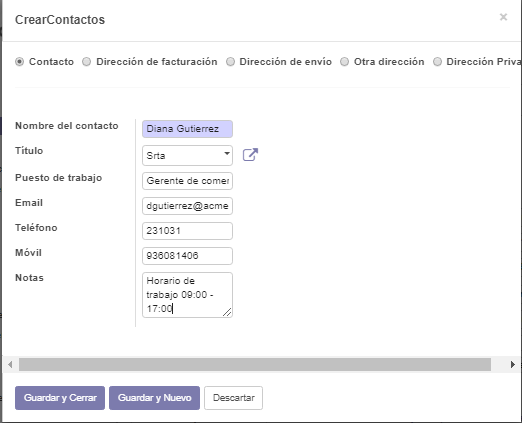 CrearContactos
×
Contacto Dirección de facturación Dirección de envío Otra dirección Dirección Priva
Nombre del contacto Diana Gutierrez
Título Srta
Puesto de trabajo Gerente de comer
Email dgutierrez@acme
Teléfono 231031
Móvil 936081406
Notas Horario de
trabajo 09:00 -
17:00
Guardar y Cerrar Guardar y Nuevo Descartar